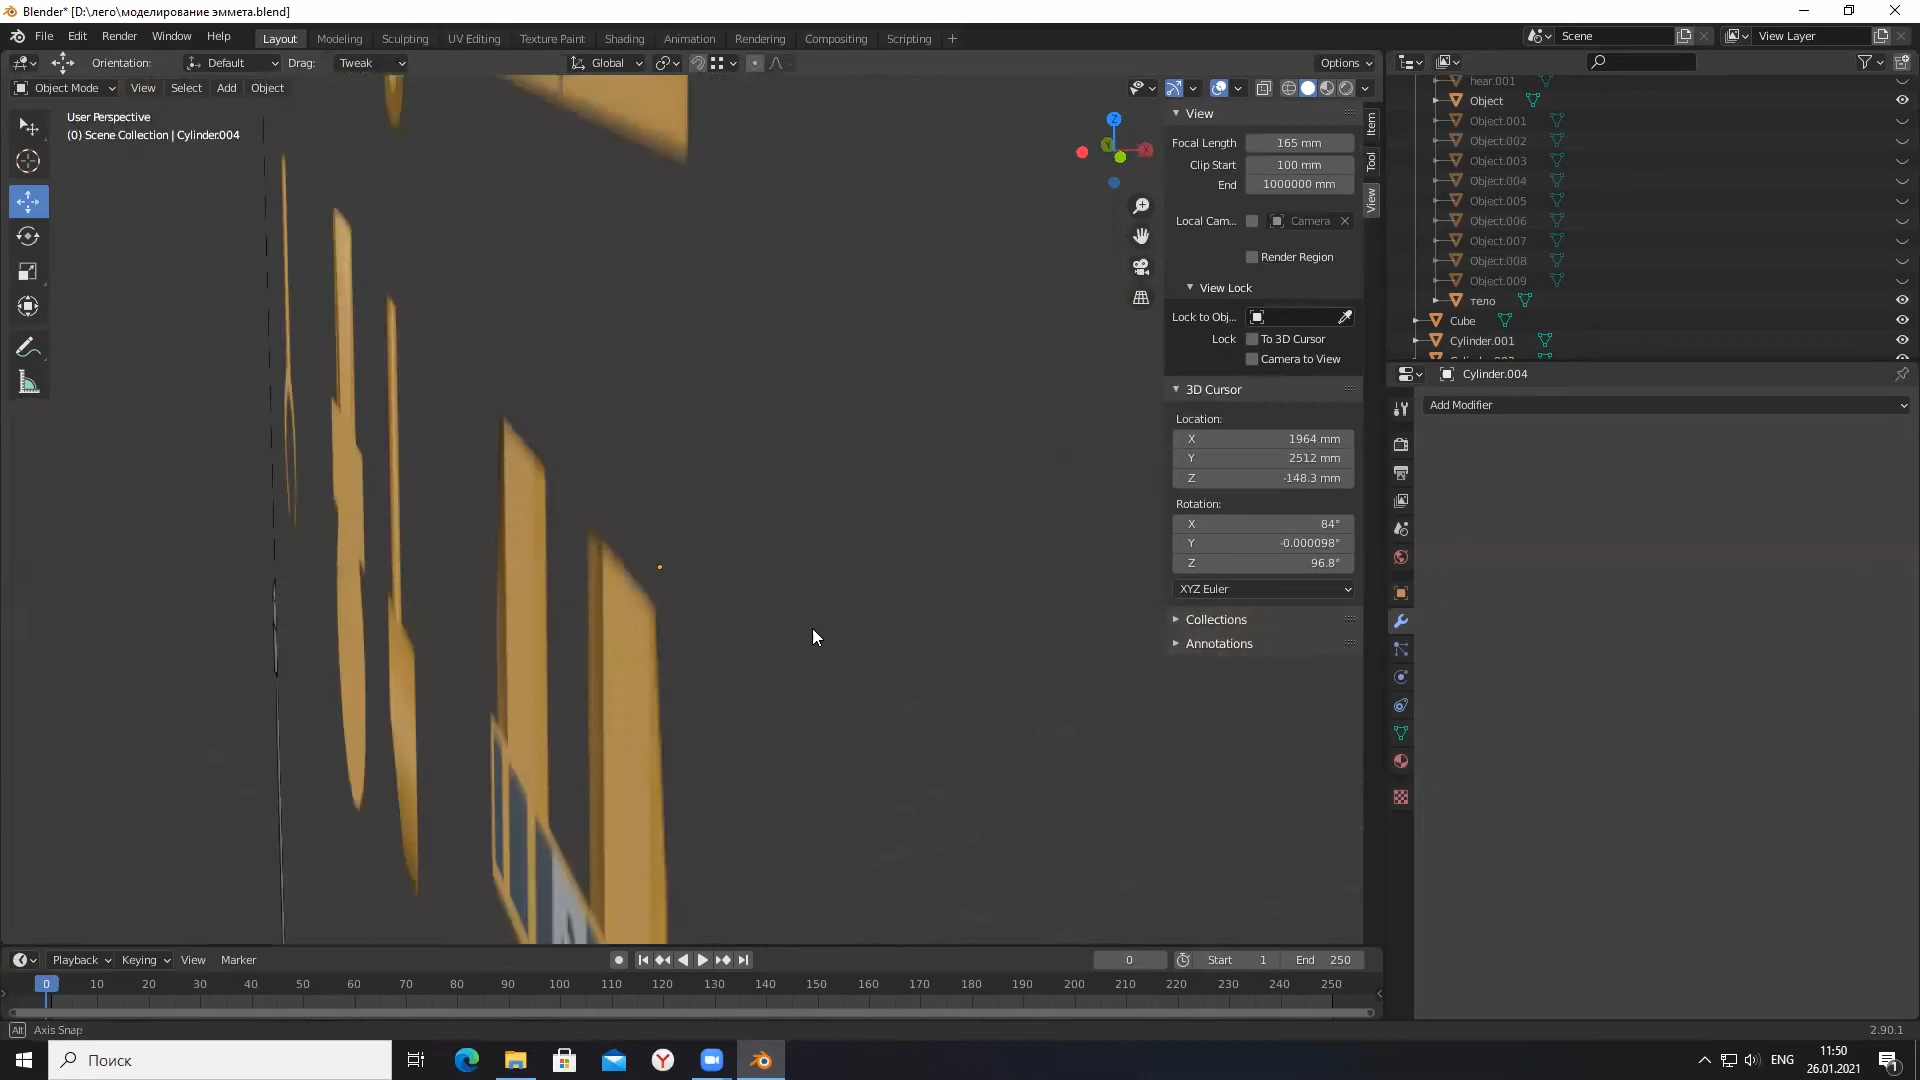 Blender* [D:\лего\моделирование эммета.blend]
File Edit Render Window Help Layout Modeling Sculpting UV Editing Texture Paint Shading Animation Rendering Compositing Scripting + Scene View Layer
Orientation: Default Drag: Tweak Global Options
Object Mode View Select Add Object
User Perspective
(0) Scene Collection | Cylinder.004
Z
Y
X
View
Focal Length 165 mm
Clip Start 100 mm
End 1000000 mm
Local Cam... Camera
Render Region
View Lock
Lock to Obj...
Lock To 3D Cursor
Camera to View
3D Cursor
Location:
X 1964 mm
Y 2512 mm
Z -148.3 mm
Rotation:
X 84°
Y -0.000098°
Z 96.8°
XYZ Euler
Collections
Annotations
Item
Tool
View
hear.001
Object
Object.001
Object.002
Object.003
Object.004
Object.005
Object.006
Object.007
Object.008
Object.009
тело
Cube
Cylinder.001
Cylinder.004
Add Modifier
Playback Keying View Marker 0 Start 1 End 250
0 10 20 30 40 50 60 70 80 90 100 110 120 130 140 150 160 170 180 190 200 210 220 230 240 250
Alt Axis Snap 2.90.1
Поиск ENG 11:50
26.01.2021
1